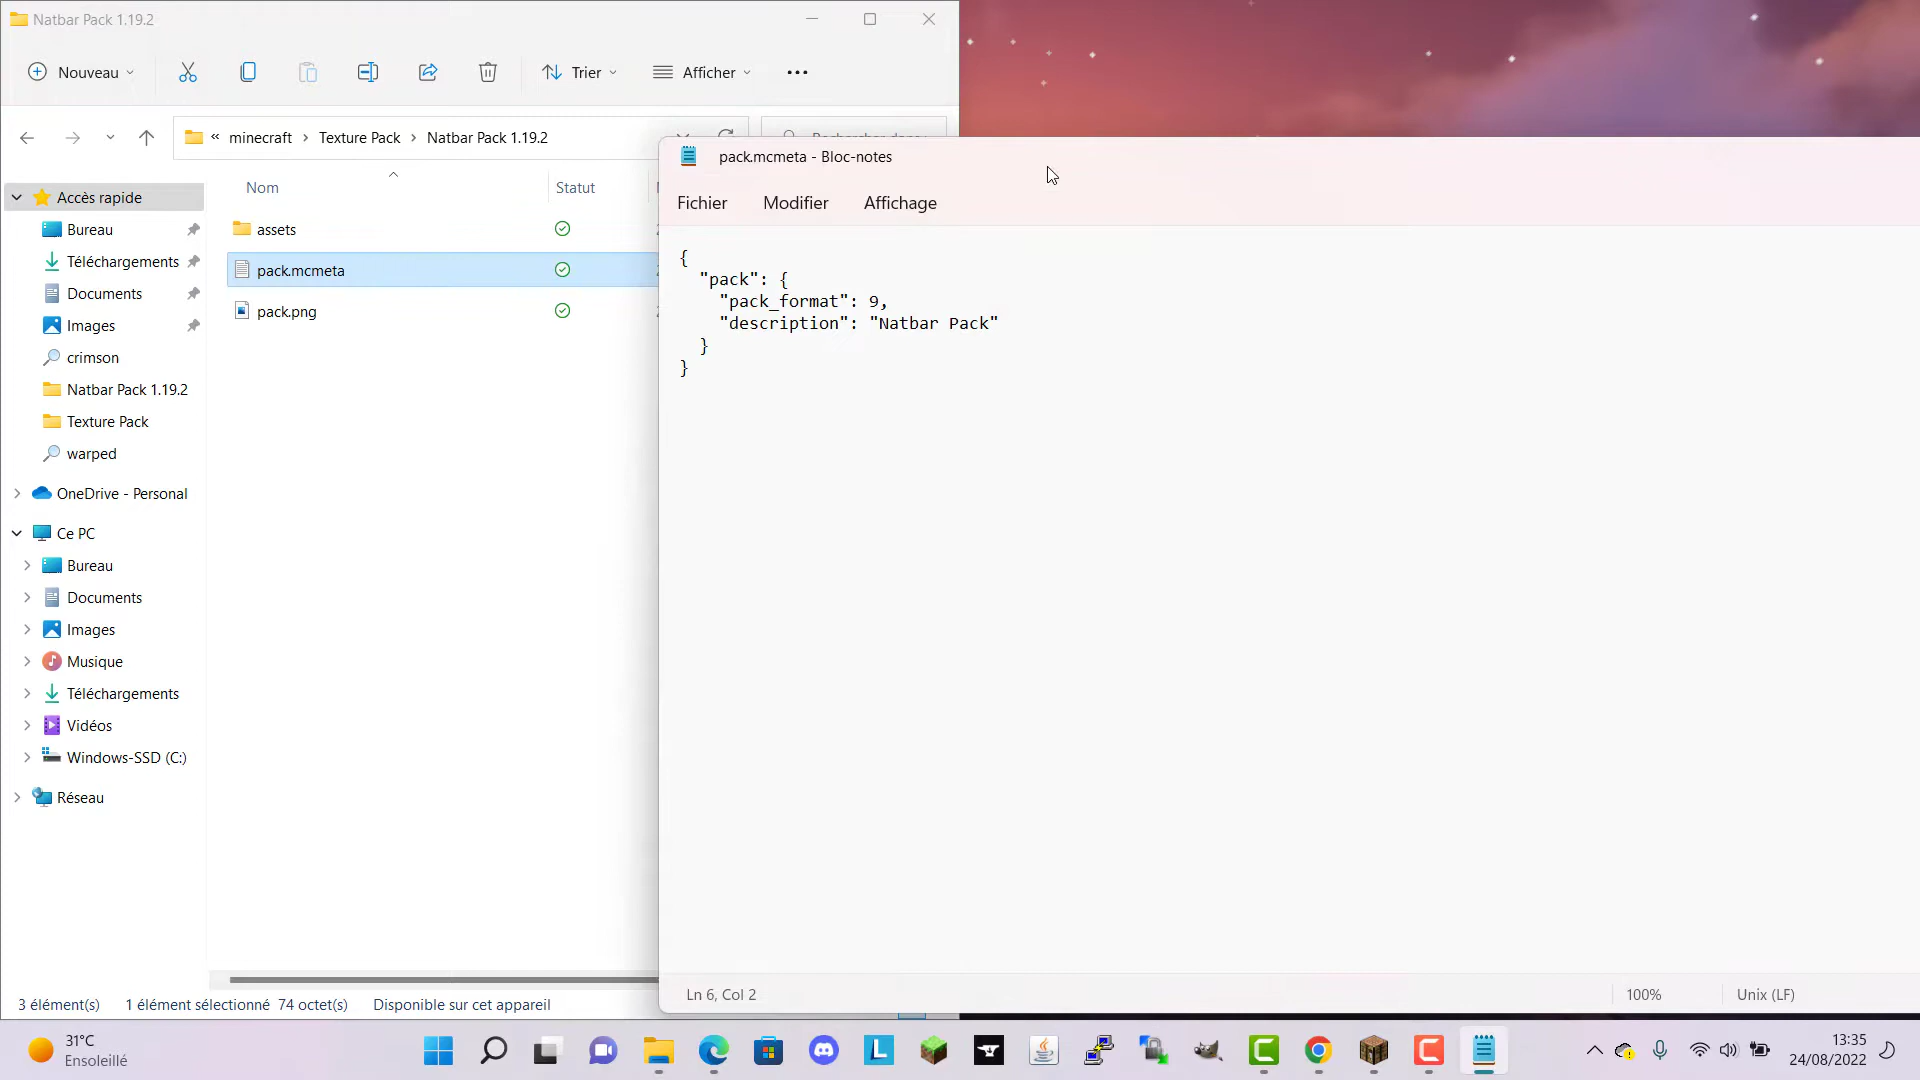 Natbar Pack 1.19.2
Nouveau
Trier
Afficher
« minecraft > Texture Pack > Natbar Pack 1.19.2
Nom
Statut
Accès rapide
Bureau
Téléchargements
Documents
Images
crimson
Natbar Pack 1.19.2
Texture Pack
warped
OneDrive - Personal
Ce PC
Bureau
Documents
Images
Musique
Téléchargements
Vidéos
Windows-SSD (C:)
Réseau
assets
pack.mcmeta
pack.png
3 élément(s) 1 élément sélectionné 74 octet(s) Disponible sur cet appareil
pack.mcmeta - Bloc-notes
Fichier Modifier Affichage
{
"pack": {
"pack_format": 9,
"description": "Natbar Pack"
}
}
Ln 6, Col 2
100%
Unix (LF)
31°C
Ensoleillé
13:35
24/08/2022